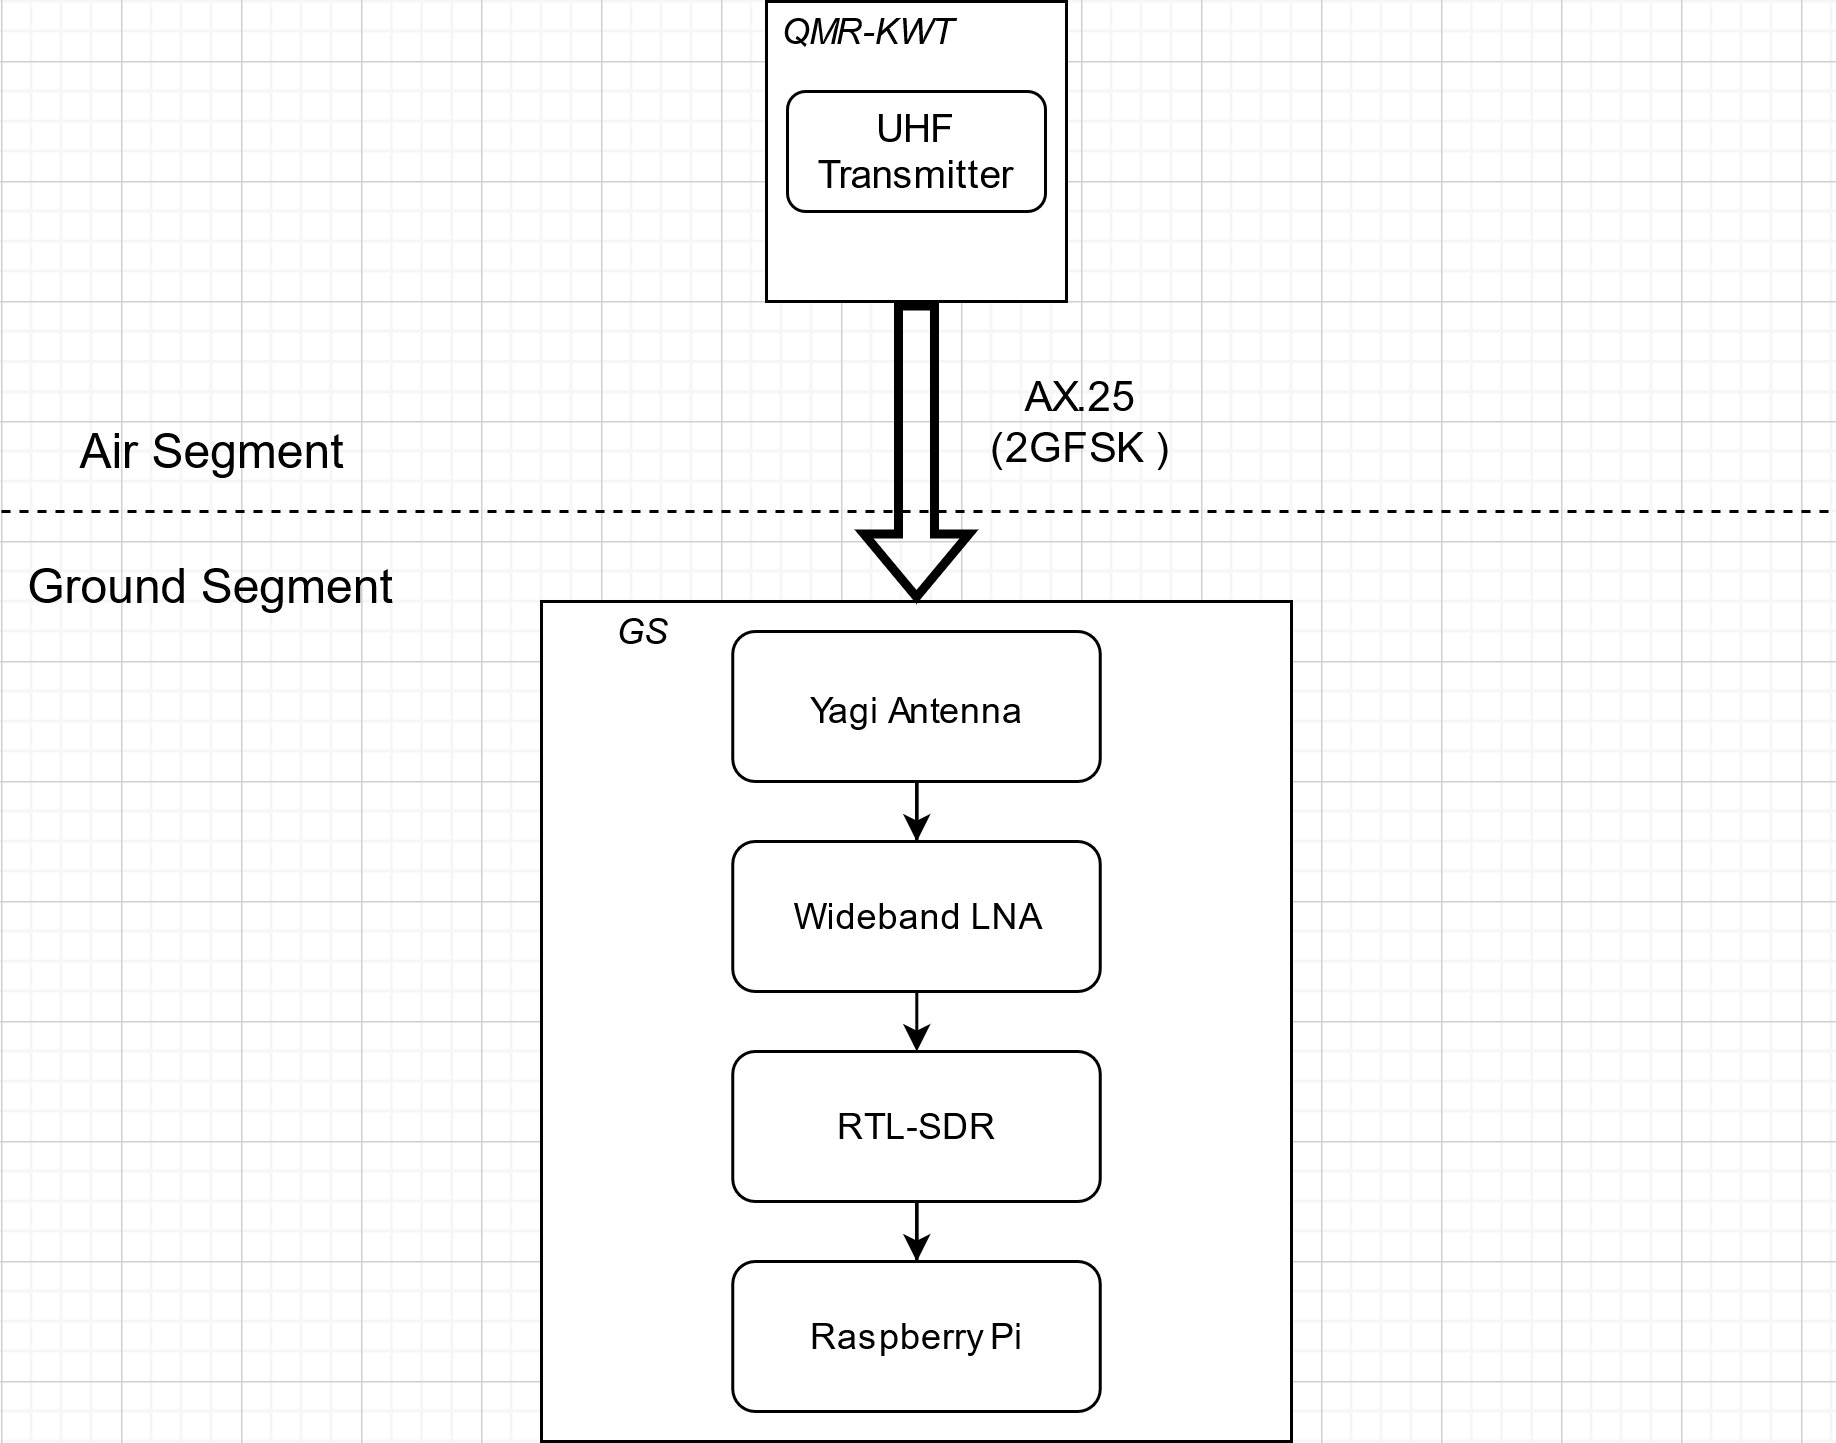 QMR-KWT
UHF
Transmitter
AX.25
(2GFSK )
Air Segment
Ground Segment
GS
Yagi Antenna
Wideband LNA
RTL-SDR
Raspberry Pi